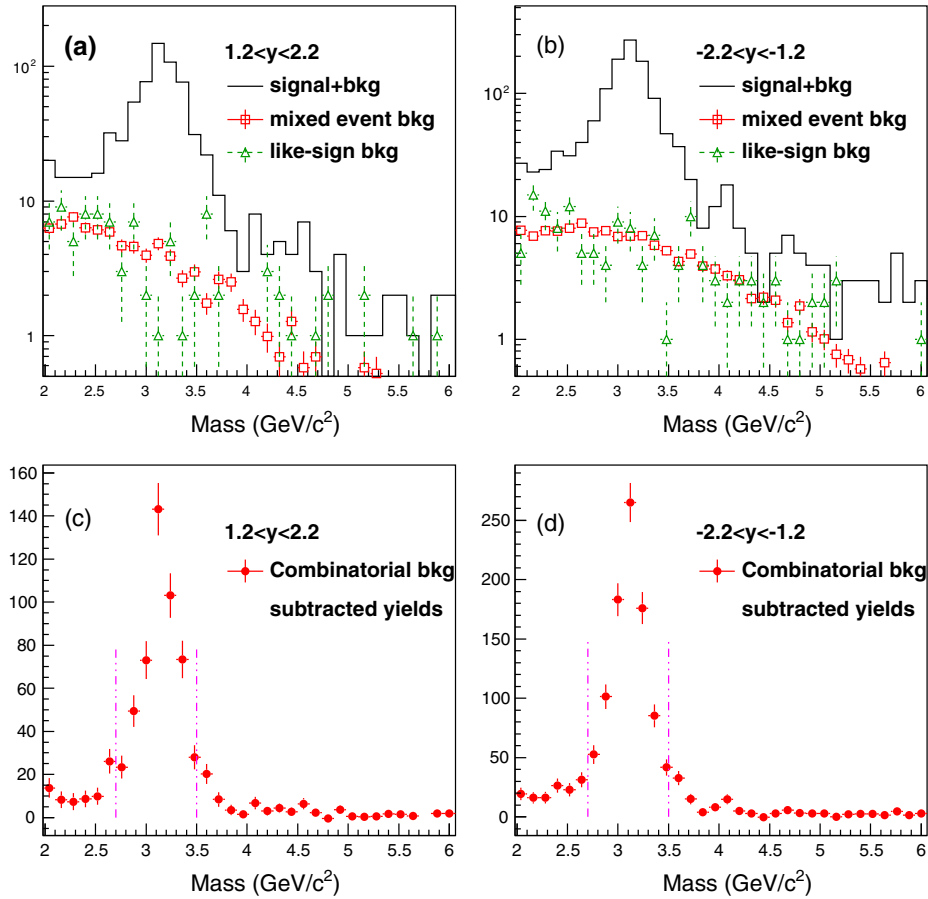 (a)
1.2<y<2.2
signal+bkg
mixed event bkg
like-sign bkg
10²
10
1
2 2.5 3 3.5 4 4.5 5 5.5 6
Mass (GeV/c²)
(b)
-2.2<y<-1.2
signal+bkg
mixed event bkg
like-sign bkg
10²
10
1
2 2.5 3 3.5 4 4.5 5 5.5 6
Mass (GeV/c²)
(c)
1.2<y<2.2
Combinatorial bkg
subtracted yields
160
140
120
100
80
60
40
20
0
2 2.5 3 3.5 4 4.5 5 5.5 6
Mass (GeV/c²)
(d)
-2.2<y<-1.2
Combinatorial bkg
subtracted yields
250
200
150
100
50
0
2 2.5 3 3.5 4 4.5 5 5.5 6
Mass (GeV/c²)